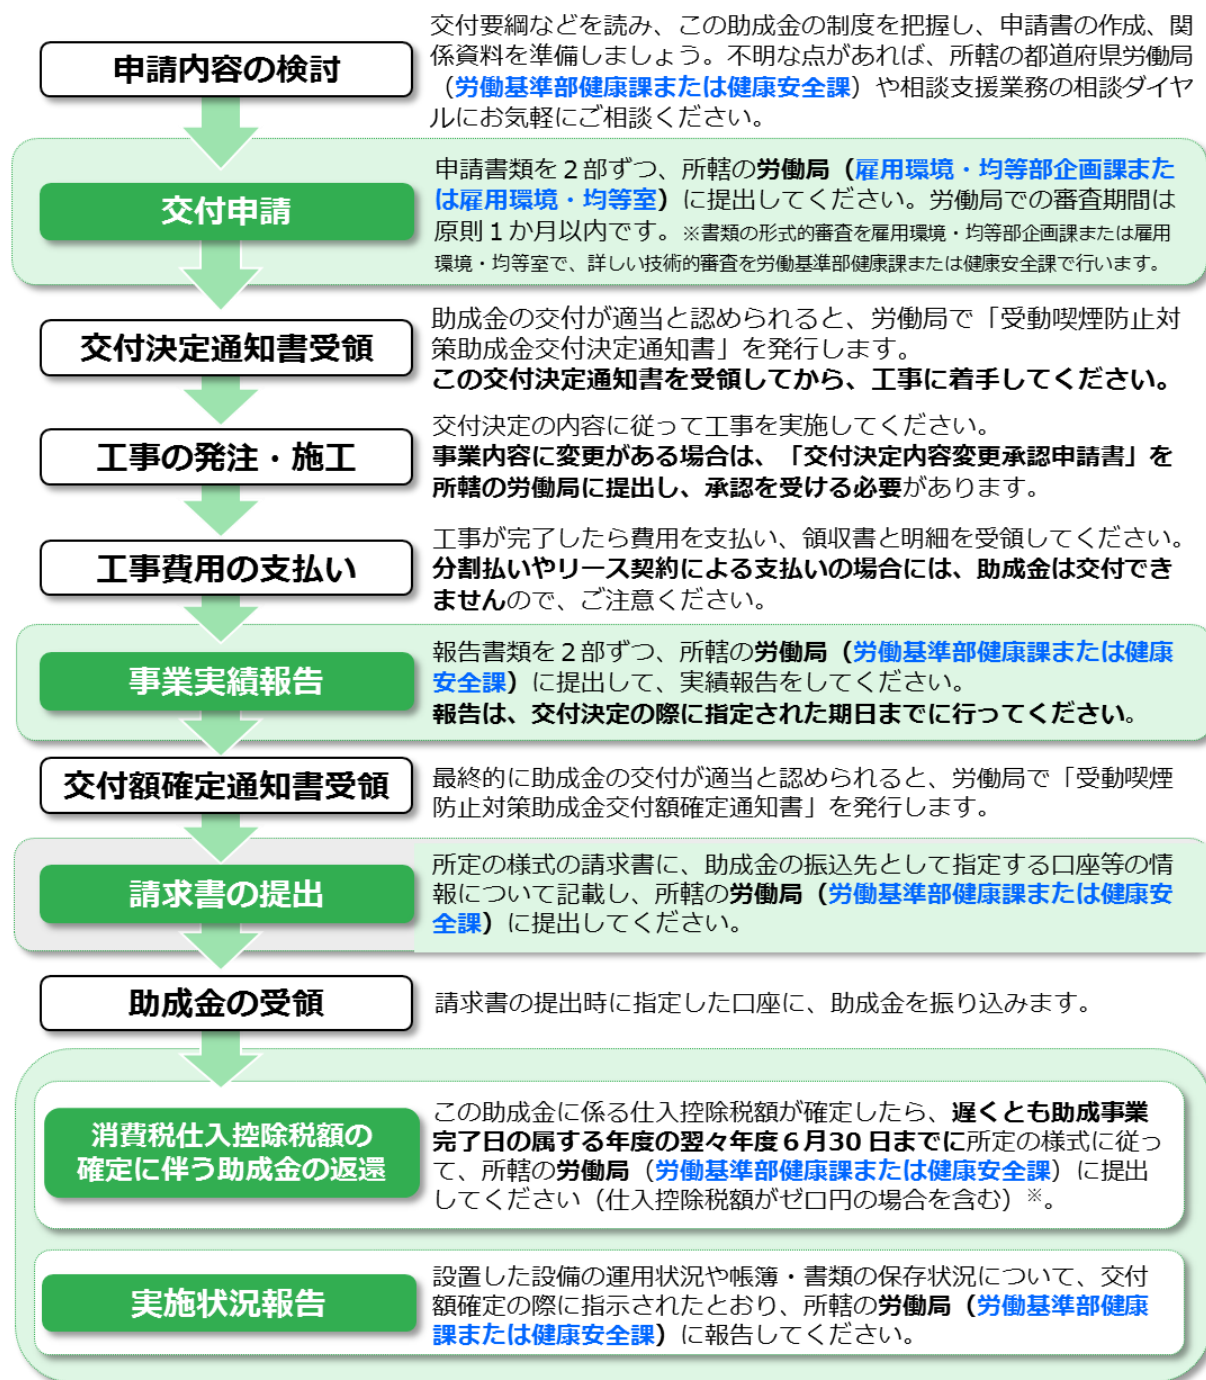 申請内容の検討
交付要綱などを読み、この助成金の制度を把握し、申請書の作成、関
係資料を準備しましょう。不明な点があれば、所轄の都道府県労働局
（労働基準部健康課または健康安全課）や相談支援業務の相談ダイヤ
ルにお気軽にご相談ください。
交付申請
申請書類を２部ずつ、所轄の労働局（雇用環境・均等部企画課また
は雇用環境・均等室）に提出してください。労働局での審査期間は
原則１か月以内です。※書類の形式的審査を雇用環境・均等部企画課または雇用
環境・均等室で、詳しい技術的審査を労働基準部健康課または健康安全課で行います。
交付決定通知書受領
助成金の交付が適当と認められると、労働局で「受動喫煙防止対
策助成金交付決定通知書」を発行します。
この交付決定通知書を受領してから、工事に着手してください。
工事の発注・施工
交付決定の内容に従って工事を実施してください。
事業内容に変更がある場合は、「交付決定内容変更承認申請書」を
所轄の労働局に提出し、承認を受ける必要があります。
工事費用の支払い
工事が完了したら費用を支払い、領収書と明細を受領してください。
分割払いやリース契約による支払いの場合には、助成金は交付でき
ませんので、ご注意ください。
事業実績報告
報告書類を２部ずつ、所轄の労働局（労働基準部健康課または健康
安全課）に提出して、実績報告をしてください。
報告は、交付決定の際に指定された期日までに行ってください。
交付額確定通知書受領
最終的に助成金の交付が適当と認められると、労働局で「受動喫煙
防止対策助成金交付額確定通知書」を発行します。
請求書の提出
所定の様式の請求書に、助成金の振込先として指定する口座等の情
報について記載し、所轄の労働局（労働基準部健康課または健康安
全課）に提出してください。
助成金の受領
請求書の提出時に指定した口座に、助成金を振り込みます。
消費税仕入控除税額の
確定に伴う助成金の返還
この助成金に係る仕入控除税額が確定したら、遅くとも助成事業
完了日の属する年度の翌々年度６月30 日までに所定の様式に従っ
て、所轄の労働局（労働基準部健康課または健康安全課）に提出
してください（仕入控除税額がゼロ円の場合を含む）※。
実施状況報告
設置した設備の運用状況や帳簿・書類の保存状況について、交付
額確定の際に指示されたとおり、所轄の労働局（労働基準部健康
課または健康安全課）に報告してください。